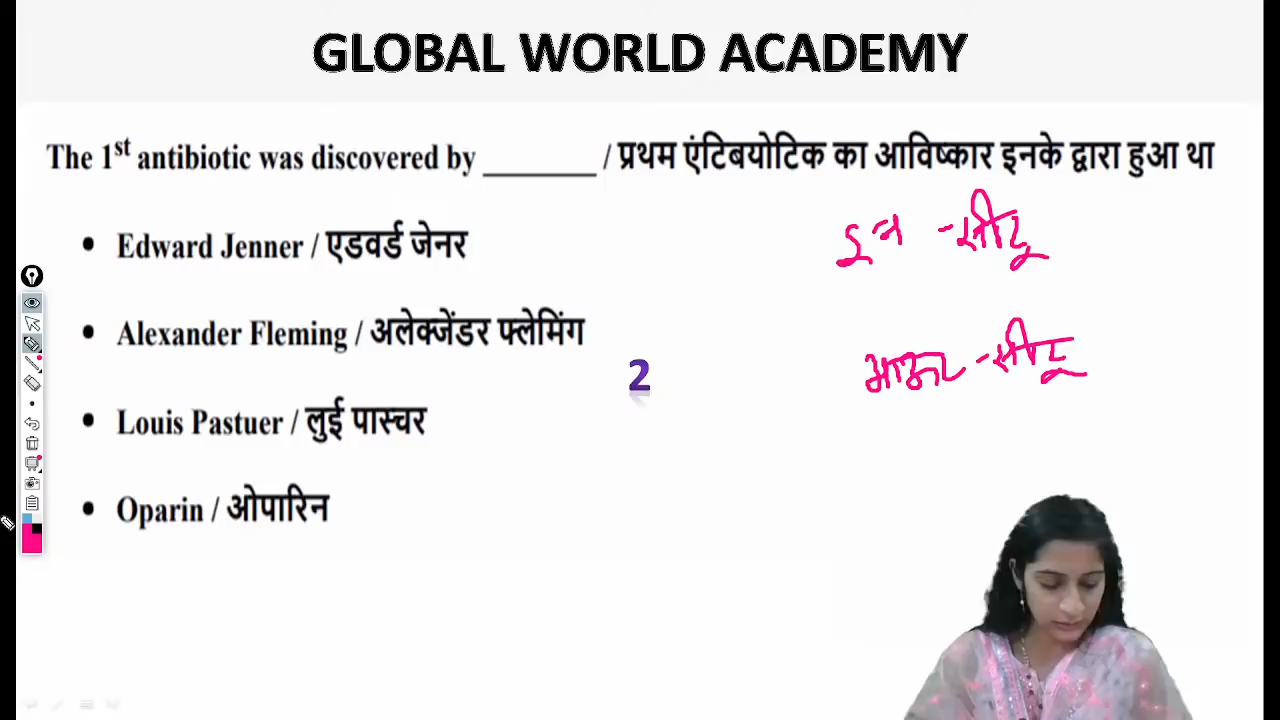 GLOBAL WORLD ACADEMY
The 1st antibiotic was discovered by ________ / प्रथम एंटिबयोटिक का आविष्कार इनके द्वारा हुआ था
• Edward Jenner / एडवर्ड जेनर
• Alexander Fleming / अलेक्जेंडर फ्लेमिंग
2
• Louis Pastuer / लुई पास्चर
• Oparin / ओपारिन